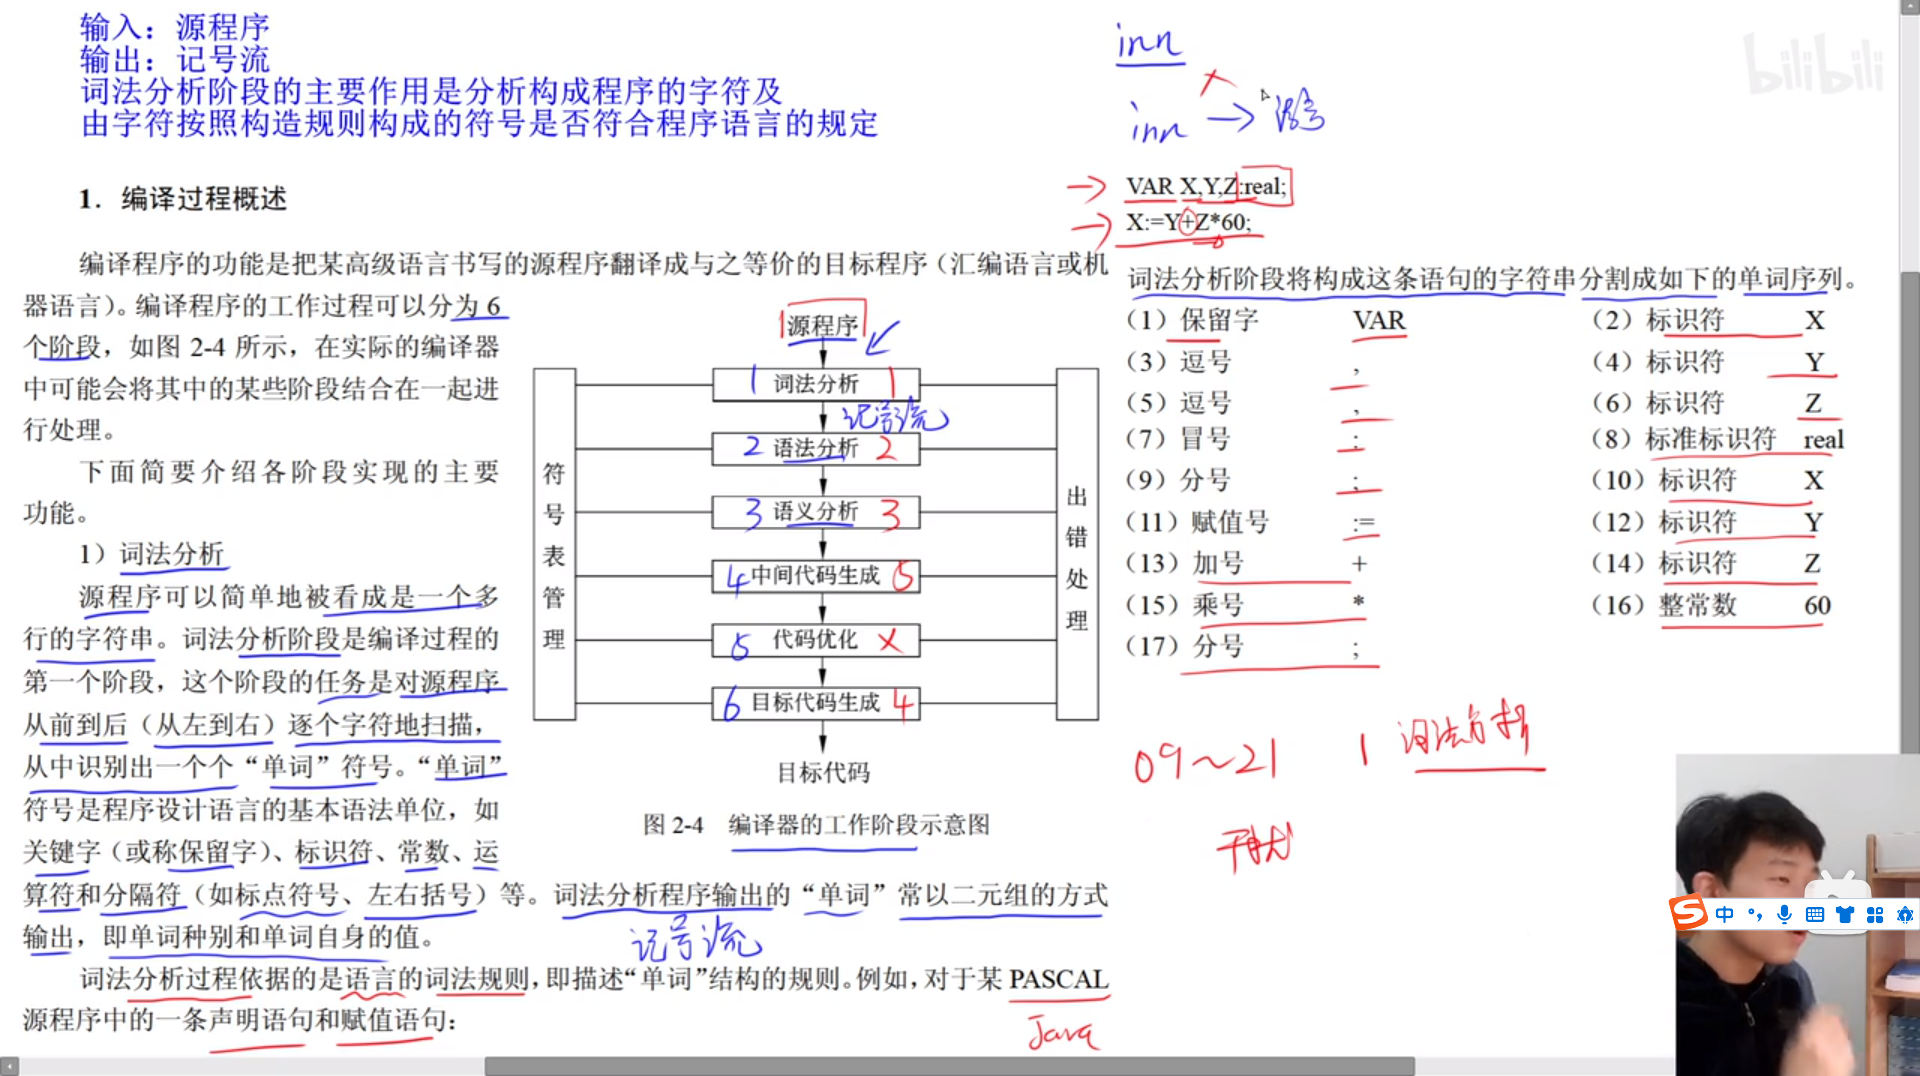 输入：源程序
输出：记号流
词法分析阶段的主要作用是分析构成程序的字符及
由字符按照构造规则构成的符号是否符合程序语言的规定
1．编译过程概述
编译程序的功能是把某高级语言书写的源程序翻译成与之等价的目标程序（汇编语言或机
器语言）。编译程序的工作过程可以分为 6
个阶段，如图 2-4 所示，在实际的编译器
中可能会将其中的某些阶段结合在一起进
行处理。
下面简要介绍各阶段实现的主要
功能。
1）词法分析
源程序可以简单地被看成是一个多
行的字符串。词法分析阶段是编译过程的
第一个阶段，这个阶段的任务是对源程序
从前到后（从左到右）逐个字符地扫描，
从中识别出一个个“单词”符号。“单词”
符号是程序设计语言的基本语法单位，如
关键字（或称保留字）、标识符、常数、运
算符和分隔符（如标点符号、左右括号）等。词法分析程序输出的“单词”常以二元组的方式
输出，即单词种别和单词自身的值。
记号流
词法分析过程依据的是语言的词法规则，即描述“单词”结构的规则。例如，对于某 PASCAL
源程序中的一条声明语句和赋值语句：
Java
源程序
1 词法分析 1
记号流
2 语法分析 2
3 语义分析 3
4 中间代码生成 5
5 代码优化 X
6 目标代码生成 4
目标代码
符号表管理
出错处理
图 2-4 编译器的工作阶段示意图
bilibili
inn
inn →
VAR X,Y,Z:real;
X:=Y+Z*60;
词法分析阶段将构成这条语句的字符串分割成如下的单词序列。
（1）保留字 VAR （2）标识符 X
（3）逗号 , （4）标识符 Y
（5）逗号 , （6）标识符 Z
（7）冒号 : （8）标准标识符 real
（9）分号 ; （10）标识符 X
（11）赋值号 := （12）标识符 Y
（13）加号 + （14）标识符 Z
（15）乘号 * （16）整常数 60
（17）分号 ;
09～21 1 词法分析
中